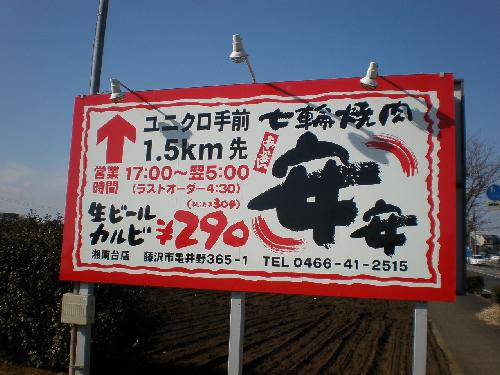 ユニクロ手前
1.5km先
営業時間 17:00〜翌5:00
(ラストオーダー4:30)
生ビール
カルビ
¥290
湘南台店 藤沢市亀井野365-1 TEL 0466-41-2515
七輪焼肉
安安